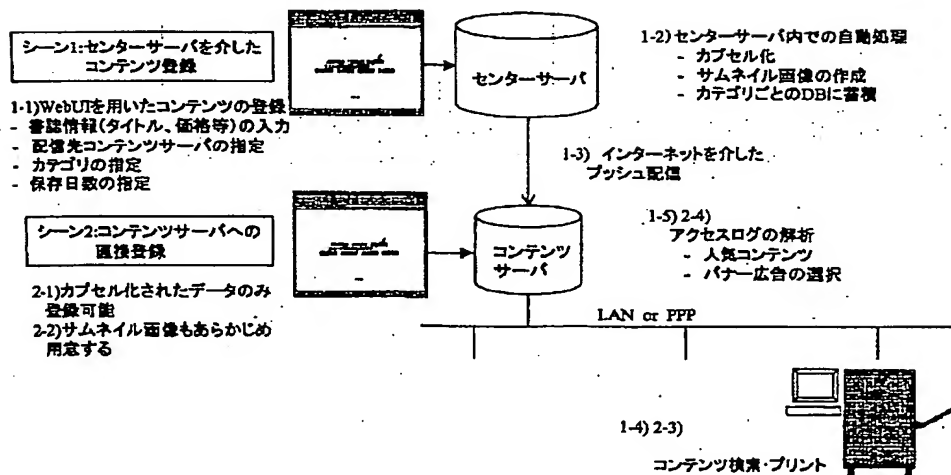 シーン1:センターサーバを介した
コンテンツ登録
1-1)WebUIを用いたコンテンツの登録
- 書誌情報(タイトル、価格等)の入力
- 配信先コンテンツサーバの指定
- カテゴリの指定
- 保存日数の指定
センターサーバ
1-2)センターサーバ内での自動処理
- カプセル化
- サムネイル画像の作成
- カテゴリごとのDBに蓄積
1-3) インターネットを介した
プッシュ配信
シーン2:コンテンツサーバへの
直接登録
2-1)カプセル化されたデータのみ
登録可能
2-2)サムネイル画像もあらかじめ
用意する
コンテンツ
サーバ
1-5) 2-4)
アクセスログの解析
- 人気コンテンツ
- バナー広告の選択
LAN or PPP
1-4) 2-3)
コンテンツ検索・プリント